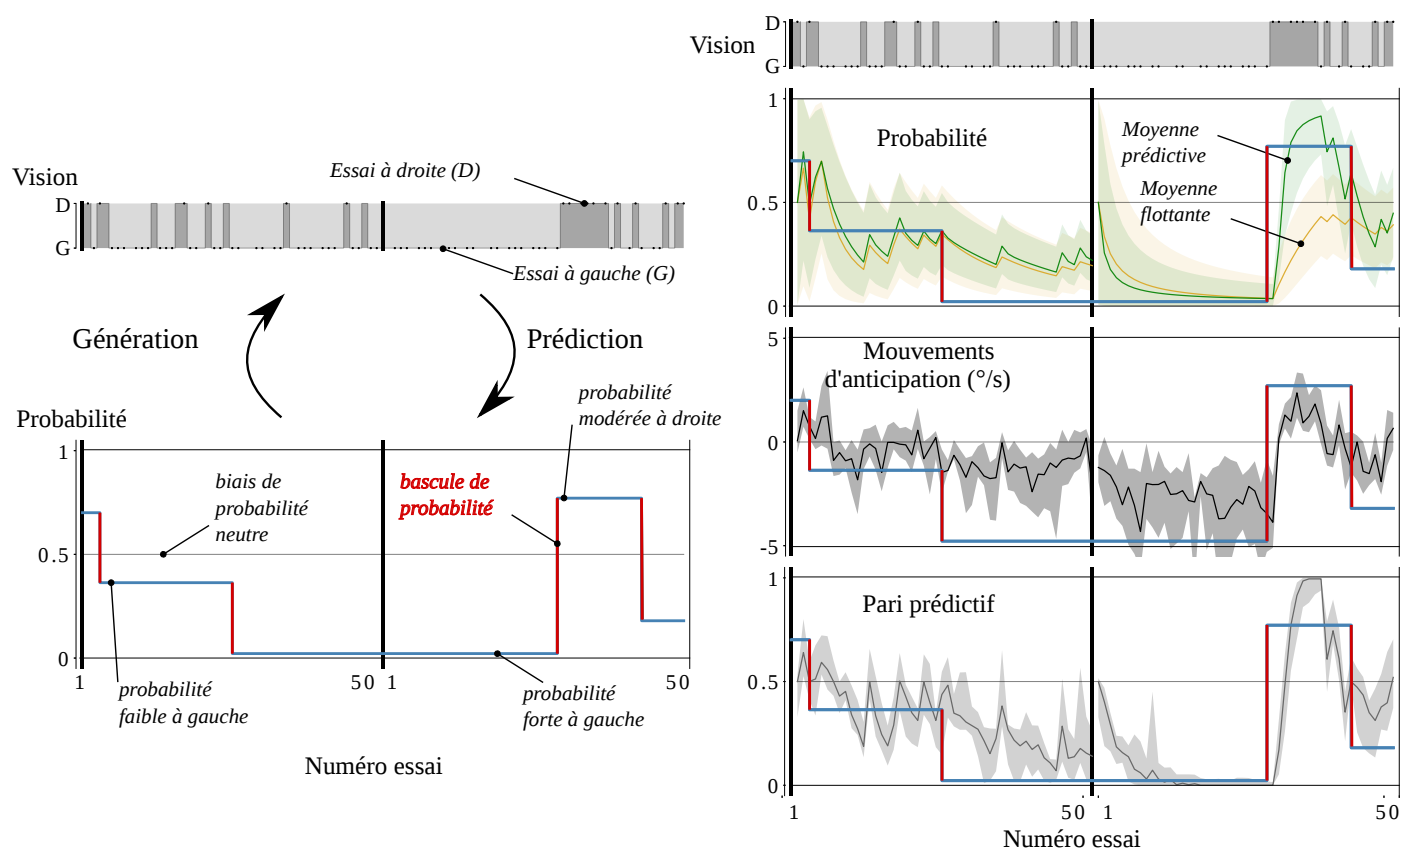 Vision
D
G
Essai à droite (D)
Essai à gauche (G)
Génération
Prédiction
Probabilité
1
0.5
0
biais de
probabilité
neutre
bascule de
probabilité
probabilité
modérée à droite
probabilité
faible à gauche
probabilité
forte à gauche
1
50
1
50
Numéro essai
Vision
D
G
1
0.5
0
Probabilité
Moyenne
prédictive
Moyenne
flottante
5
0
-5
Mouvements
d'anticipation (°/s)
1
0.5
0
Pari prédictif
1
50
1
50
Numéro essai